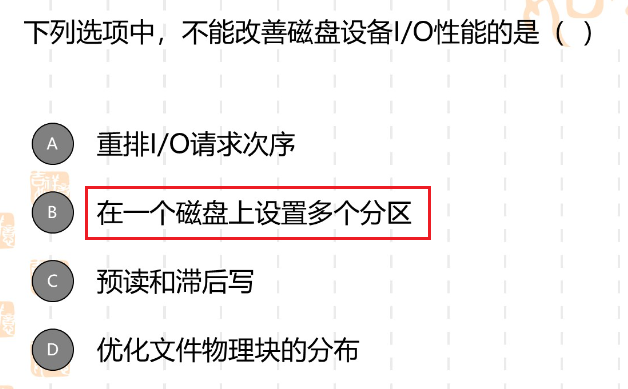 下列选项中，不能改善磁盘设备I/O性能的是（ ）
A 重排I/O请求次序
B 在一个磁盘上设置多个分区
C 预读和滞后写
D 优化文件物理块的分布